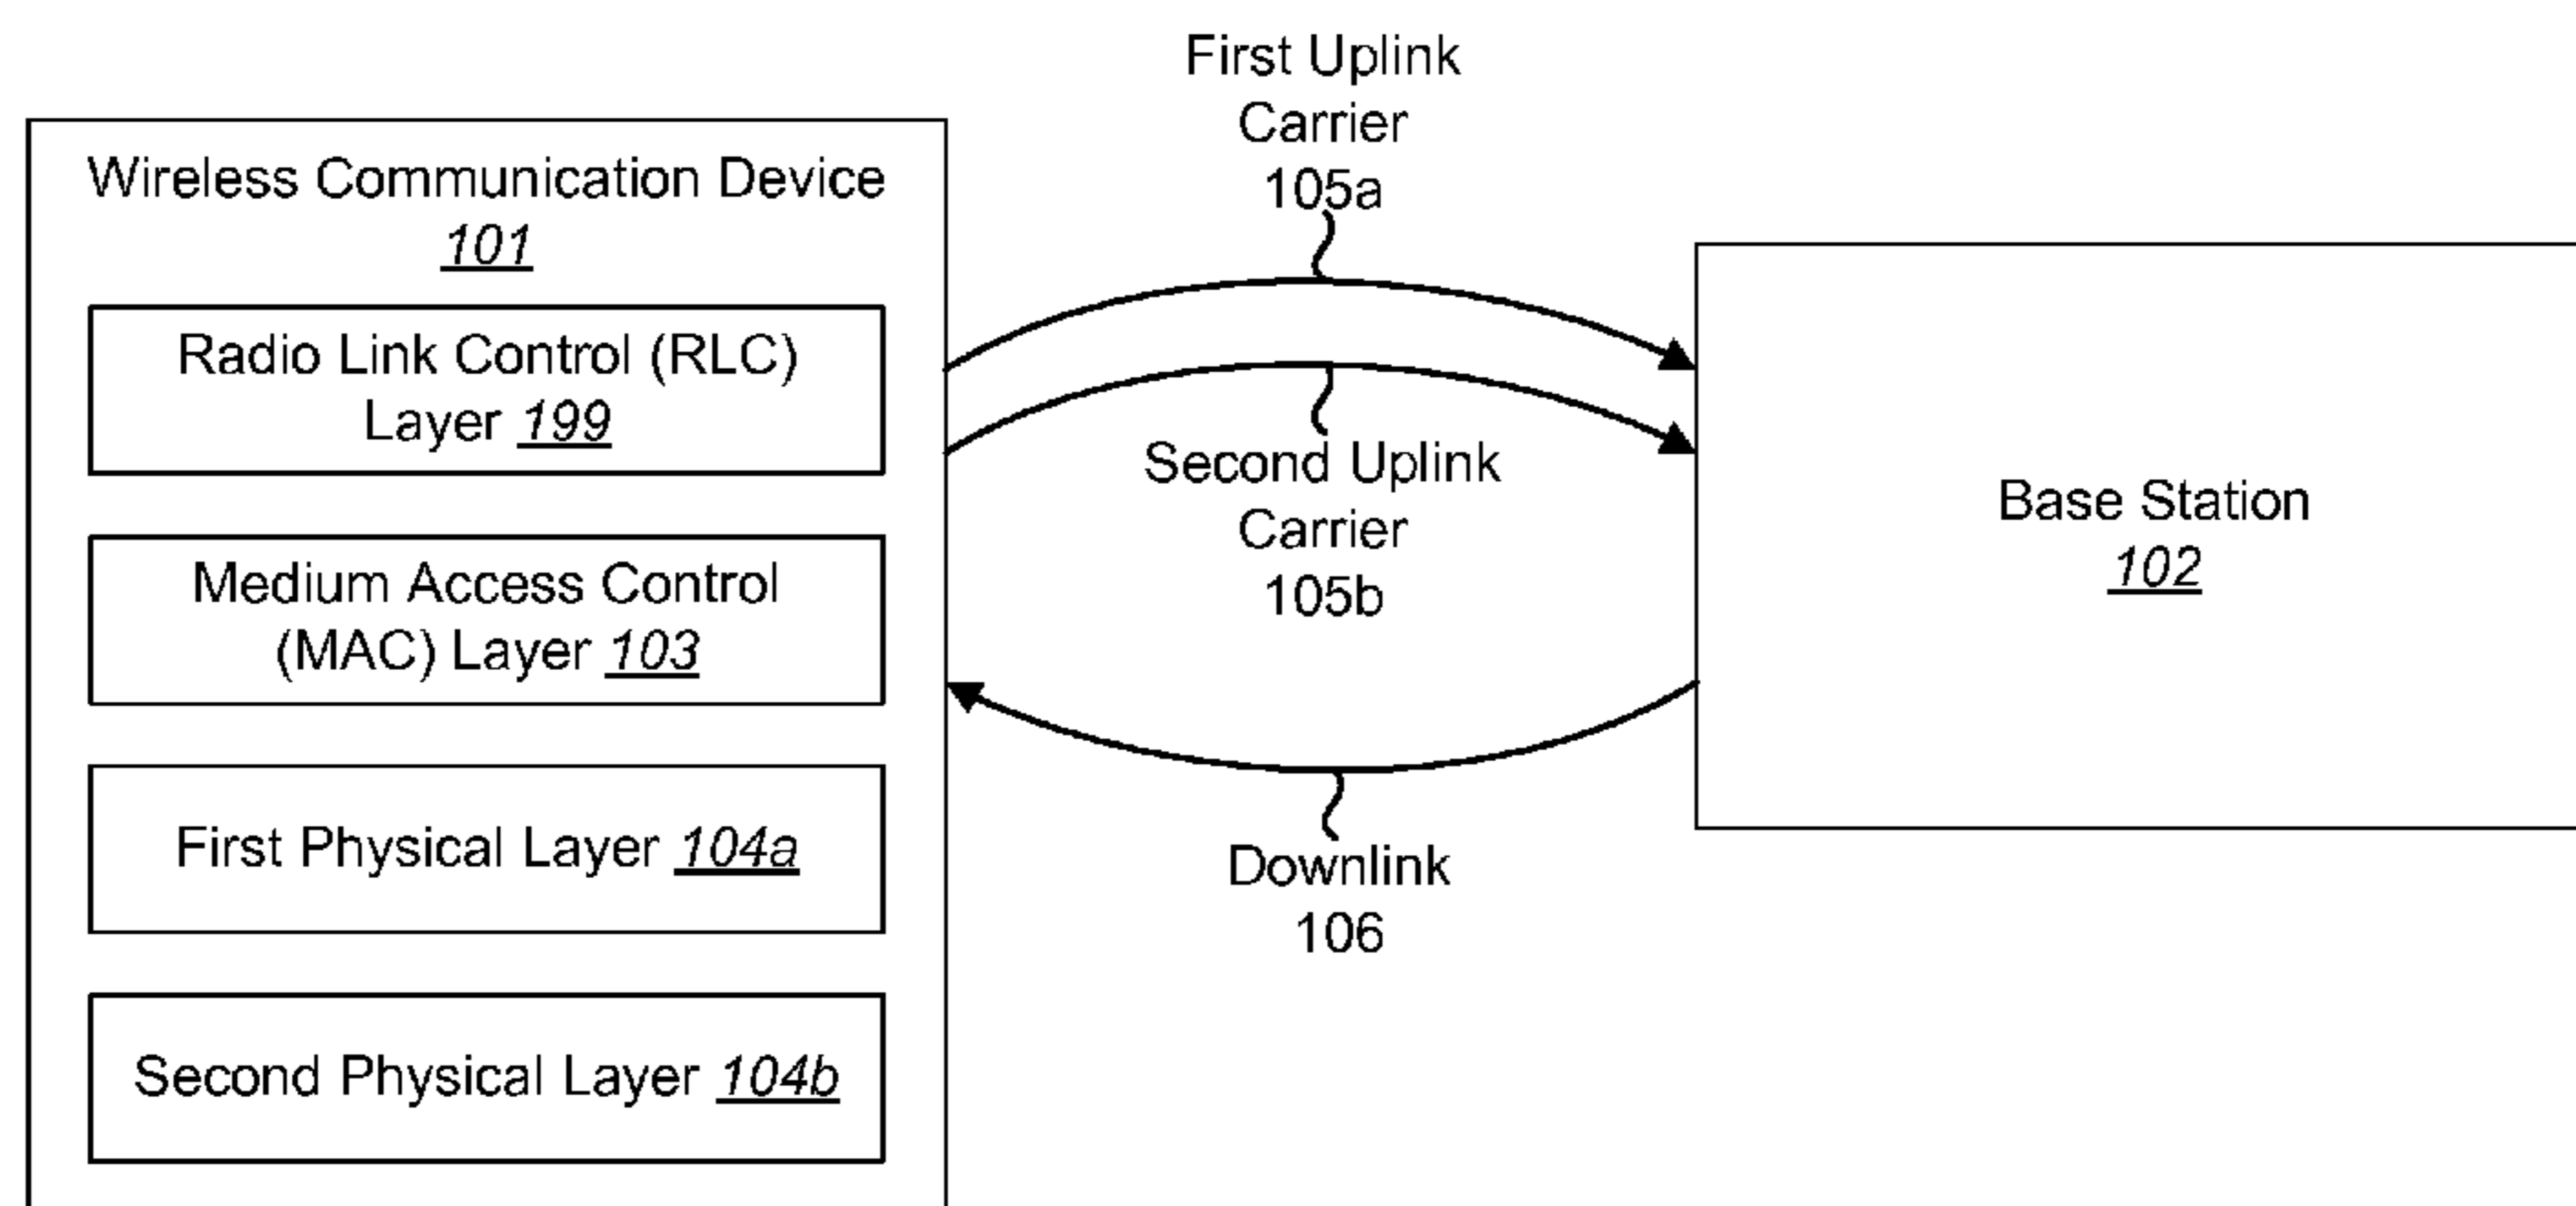 First Uplink
Carrier
105a
Wireless Communication Device
101
Radio Link Control (RLC)
Layer 199
Medium Access Control
(MAC) Layer 103
First Physical Layer 104a
Second Physical Layer 104b
Second Uplink
Carrier
105b
Downlink
106
Base Station
102